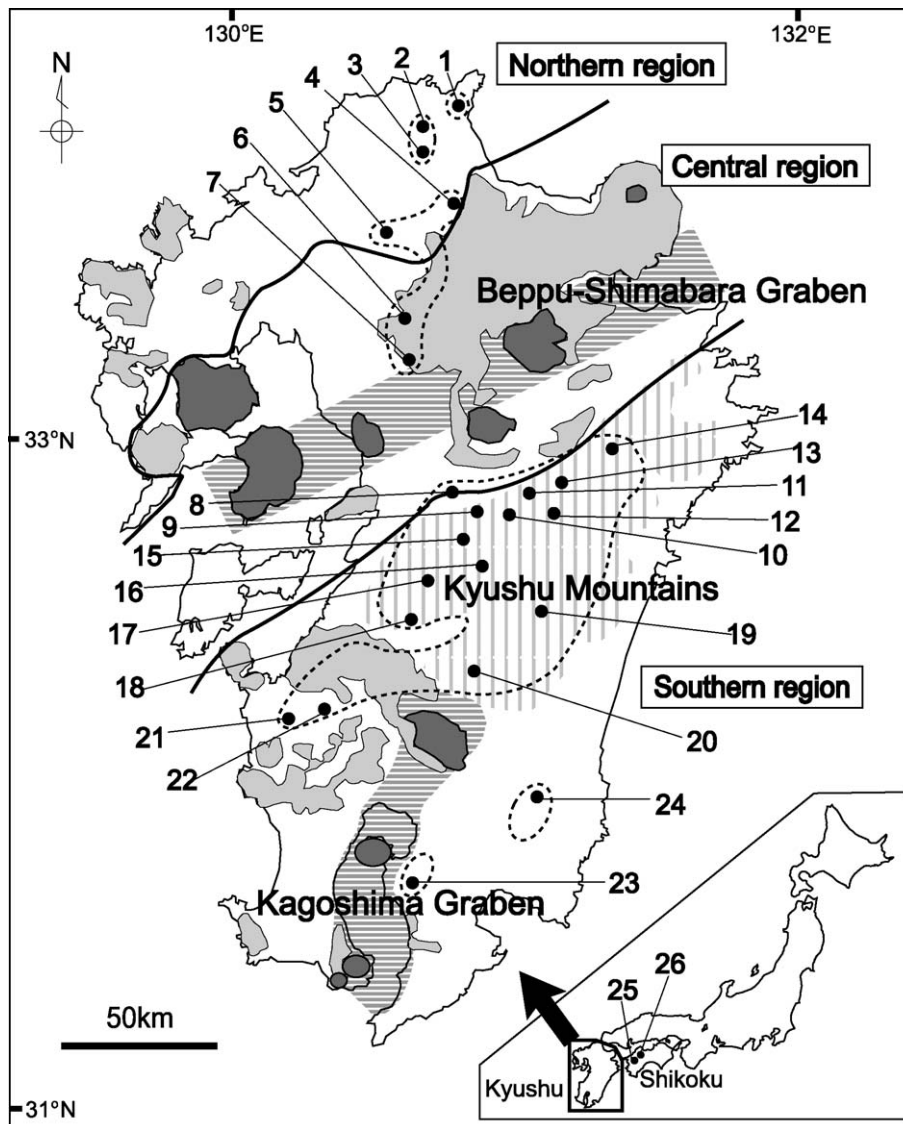 130°E
132°E
N
1
2
3
4
5
6
7
Northern region
Central region
Beppu-Shimabara Graben
33°N
14
13
8
11
9
12
15
10
16
Kyushu Mountains
17
19
18
Southern region
21
20
22
24
23
Kagoshima Graben
50km
26
25
Kyushu
Shikoku
31°N